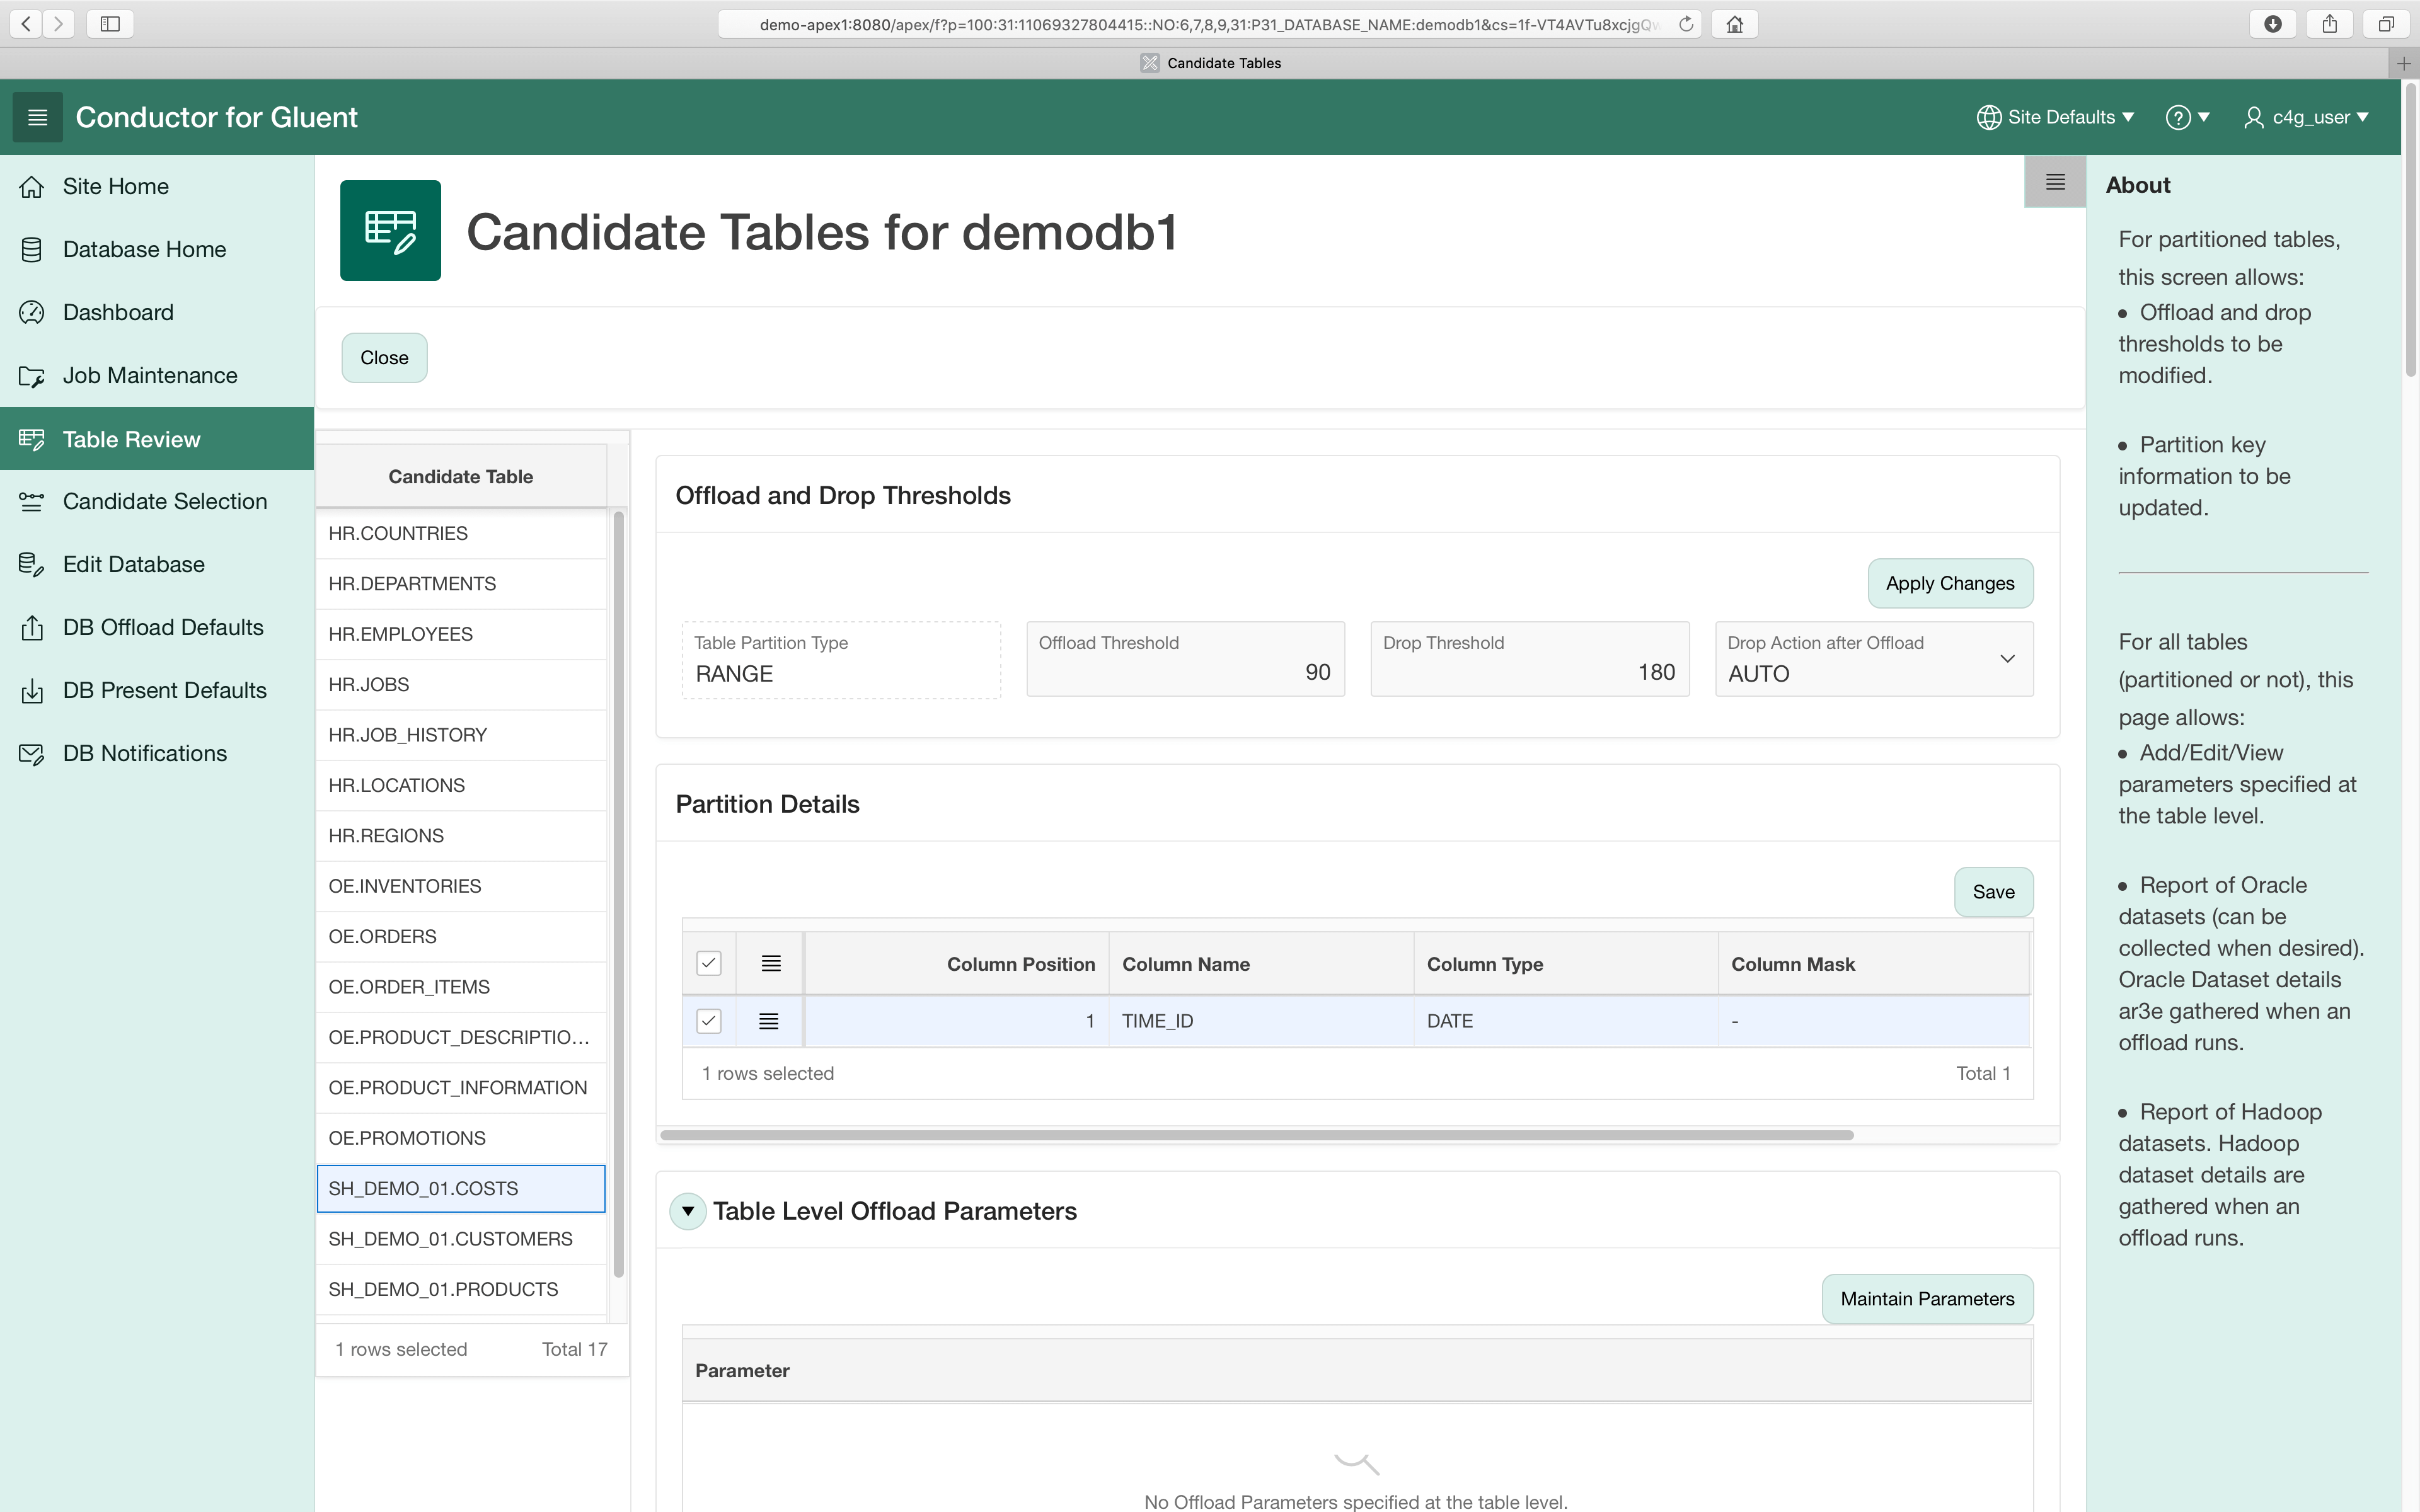 demo-apex1:8080/apex/f?p=100:31:11069327804415::NO:6,7,8,9,31:P31_DATABASE_NAME:demodb1&cs=1f-VT4AVTu8xcjgQ
Candidate Tables
Conductor for Gluent
Site Defaults
?
c4g_user
Site Home
Database Home
Dashboard
Job Maintenance
Table Review
Candidate Selection
Edit Database
DB Offload Defaults
DB Present Defaults
DB Notifications
Candidate Tables for demodb1
Close
Candidate Table
HR.COUNTRIES
HR.DEPARTMENTS
HR.EMPLOYEES
HR.JOBS
HR.JOB_HISTORY
HR.LOCATIONS
HR.REGIONS
OE.INVENTORIES
OE.ORDERS
OE.ORDER_ITEMS
OE.PRODUCT_DESCRIPTIO...
OE.PRODUCT_INFORMATION
OE.PROMOTIONS
SH_DEMO_01.COSTS
SH_DEMO_01.CUSTOMERS
SH_DEMO_01.PRODUCTS
1 rows selected Total 17
Offload and Drop Thresholds
Apply Changes
Table Partition Type
RANGE
Offload Threshold
90
Drop Threshold
180
Drop Action after Offload
AUTO
Partition Details
Save
Column Position Column Name Column Type Column Mask
1 TIME_ID DATE -
1 rows selected Total 1
Table Level Offload Parameters
Maintain Parameters
Parameter
No Offload Parameters specified at the table level.
About
For partitioned tables,
this screen allows:
• Offload and drop
thresholds to be
modified.
• Partition key
information to be
updated.
For all tables
(partitioned or not), this
page allows:
• Add/Edit/View
parameters specified at
the table level.
• Report of Oracle
datasets (can be
collected when desired).
Oracle Dataset details
ar3e gathered when an
offload runs.
• Report of Hadoop
datasets. Hadoop
dataset details are
gathered when an
offload runs.